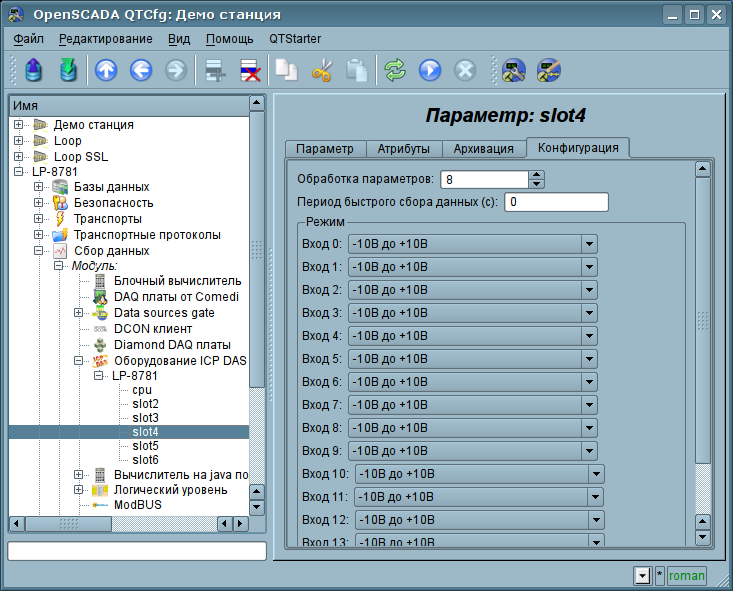 OpenSCADA QTCfg: Демо станция
Файл Редактирование Вид Помощь QTStarter
Имя
Демо станция
Loop
Loop SSL
LP-8781
Базы данных
Безопасность
Транспорты
Транспортные протоколы
Сбор данных
Модуль:
Блочный вычислитель
DAQ платы от Comedi
Data sources gate
DCON клиент
Diamond DAQ платы
Оборудование ICP DAS
LP-8781
cpu
slot2
slot3
slot4
slot5
slot6
Вычислитель на java по
Логический уровень
ModBUS
Параметр: slot4
Параметр Атрибуты Архивация Конфигурация
Обработка параметров: 8
Период быстрого сбора данных (с): 0
Режим
Вход 0: -10В до +10В
Вход 1: -10В до +10В
Вход 2: -10В до +10В
Вход 3: -10В до +10В
Вход 4: -10В до +10В
Вход 5: -10В до +10В
Вход 6: -10В до +10В
Вход 7: -10В до +10В
Вход 8: -10В до +10В
Вход 9: -10В до +10В
Вход 10: -10В до +10В
Вход 11: -10В до +10В
Вход 12: -10В до +10В
Вход 13: -10В до +10В
* roman